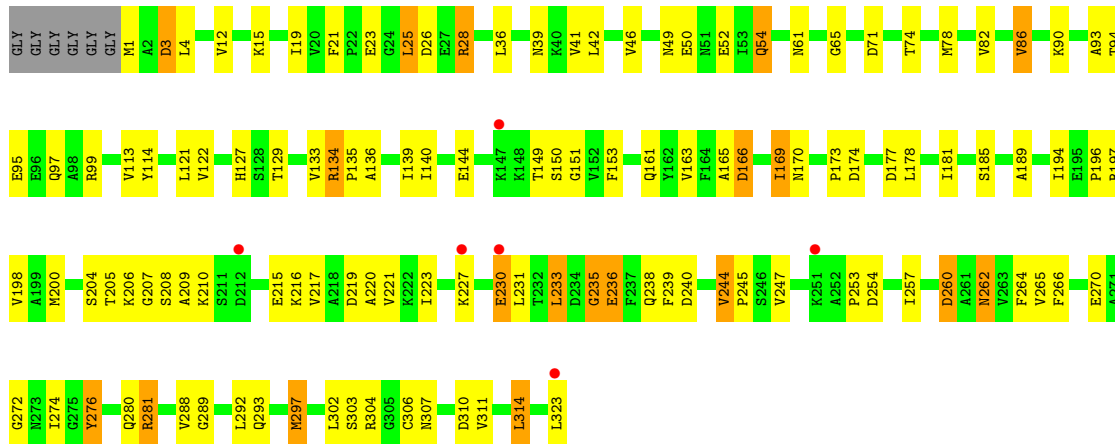 GLY GLY GLY GLY GLY M1 A2 D3 L4 V12 K15 I19 V20 F21 P22 E23 G24 L25 D26 E27 R28 L36 N39 K40 V41 L42 V46 N49 E50 N51 E52 I53 Q54 N61 G65 D71 T74 M78 V82 V86 K90 A93 T94
E95 E96 Q97 A98 R99 V113 Y114 L121 V122 H127 S128 T129 V133 R134 P135 A136 I139 I140 E144 K147 K148 T149 S150 G151 V152 F153 Q161 Y162 V163 F164 A165 D166 I169 N170 P173 D174 D177 L178 I181 S185 A189 I194 E195 P196
V198 A199 M200 S204 T205 K206 G207 S208 A209 K210 S211 D212 E215 K216 V217 A218 D219 A220 V221 K222 I223 K227 E230 L231 T232 L233 D234 G235 E236 F237 Q238 F239 D240 V244 P245 S246 V247 K251 A252 P253 D254 I257 D260 A261 N262 V263 F264 V265 F266 E270 A271
G272 N273 I274 G275 Y276 Q280 R281 V288 G289 L292 Q293 M297 L302 S303 R304 G305 C306 N307 D310 V311 L314 L323